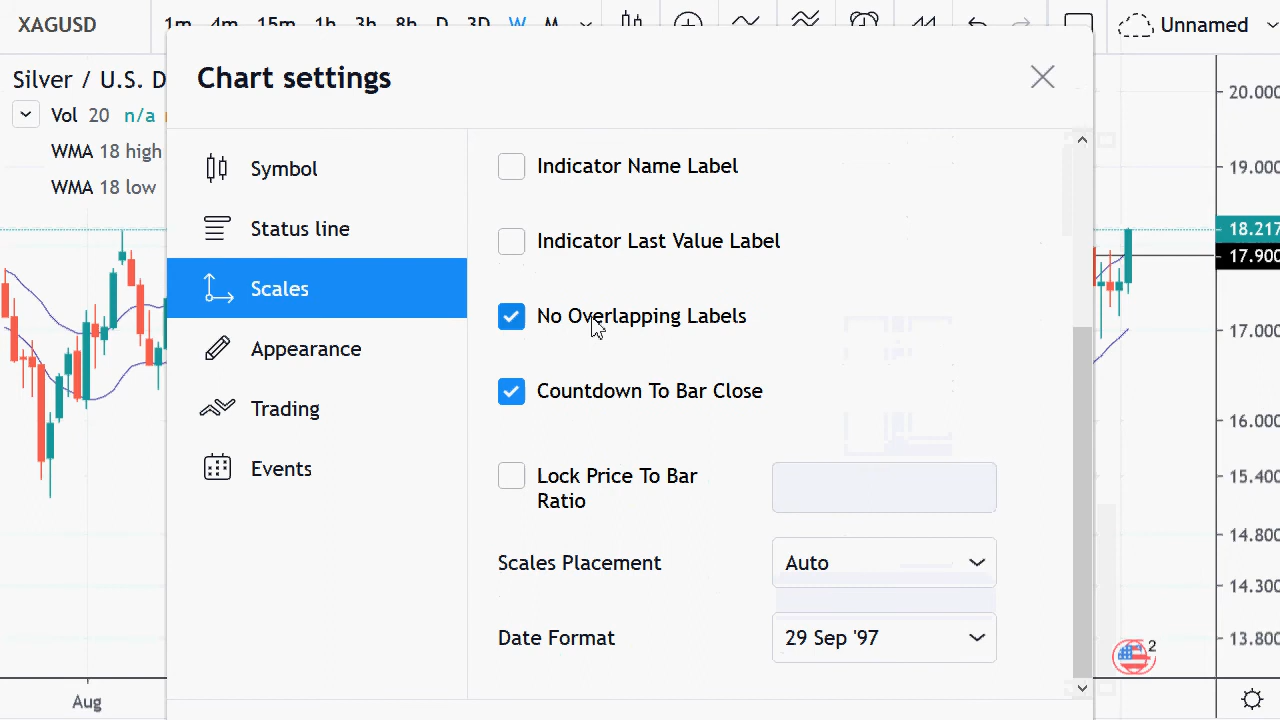 XAGUSD
1m 4m 15m 1h 3h 8h D 3D W M
Unnamed
Silver / U.S. D
Chart settings
20.000
Vol 20 n/a
WMA 18 high
WMA 18 low
Symbol
Status line
Scales
Appearance
Trading
Events
Indicator Name Label
Indicator Last Value Label
No Overlapping Labels
Countdown To Bar Close
Lock Price To Bar
Ratio
Scales Placement
Auto
Date Format
29 Sep '97
19.000
18.217
17.900
17.000
16.000
15.400
14.800
14.300
13.800
2
Aug